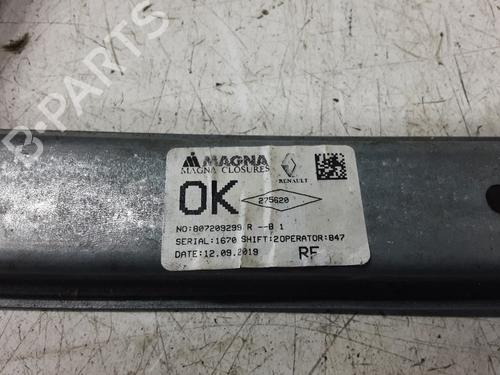 B-PARTS
MAGNA
MAGNA CLOSURES
RENAULT
OK
275620
NO:807209299 R --B 1
SERIAL:1670 SHIFT:2OPERATOR:847
DATE:12.09.2019 RF